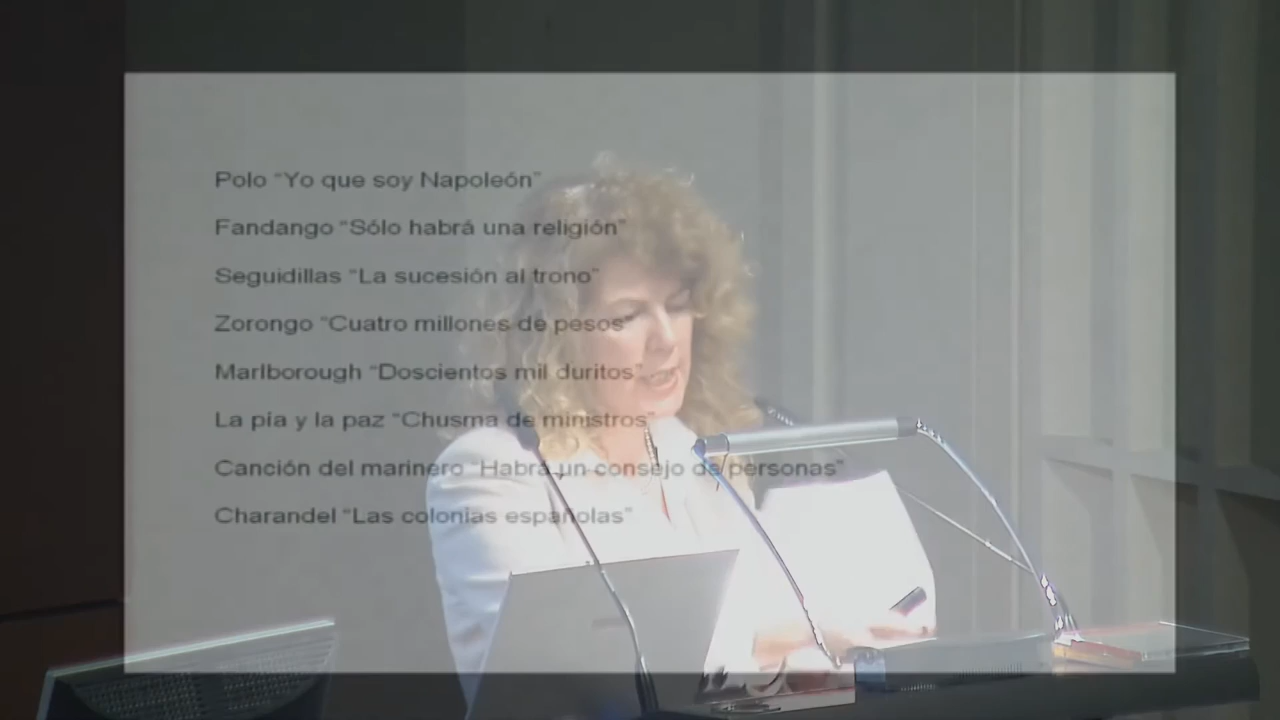 Polo “Yo que soy Napoleón”
Fandango “Sólo habrá una religión”
Seguidillas “La sucesión al trono”
Zorongo “Cuatro millones de pesos”
Marlborough “Doscientos mil duritos”
La pía y la paz “Chusma de ministros”
Canción del marinero “Habrá un consejo de personas”
Charandel “Las colonias españolas”